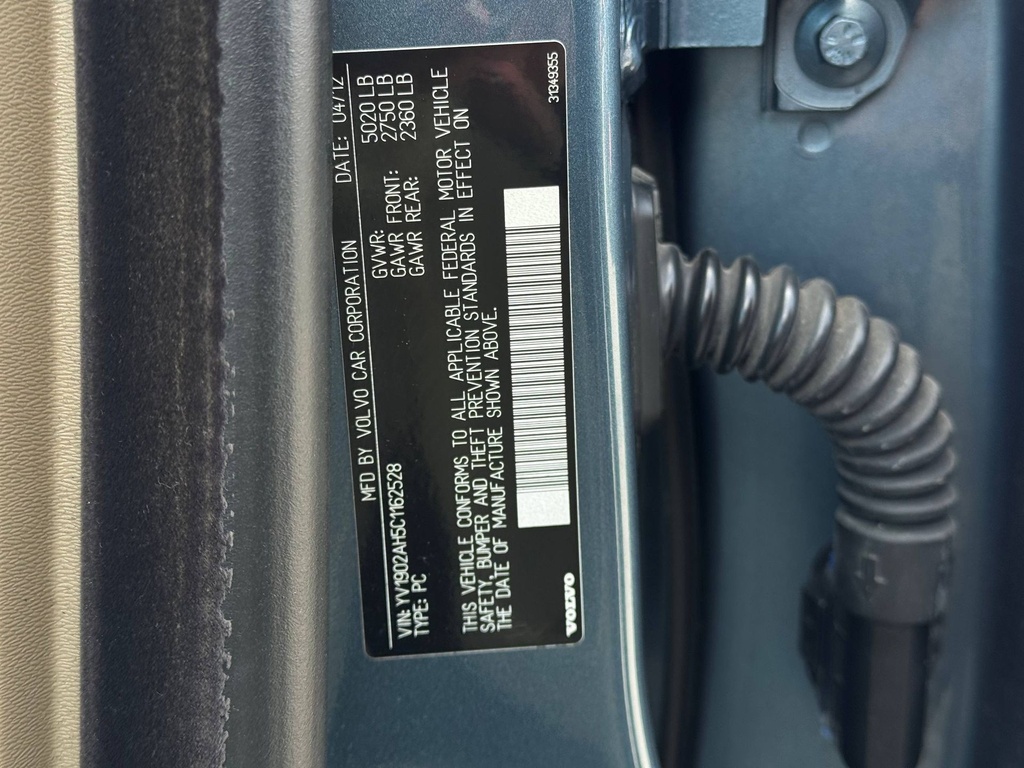 MFD BY VOLVO CAR CORPORATION DATE: 04/12
VIN: YV1902AH5C1162528 GVWR: 5020 LB
TYPE: PC GAWR FRONT: 2750 LB
GAWR REAR: 2360 LB
THIS VEHICLE CONFORMS TO ALL APPLICABLE FEDERAL MOTOR VEHICLE
SAFETY, BUMPER AND THEFT PREVENTION STANDARDS IN EFFECT ON
THE DATE OF MANUFACTURE SHOWN ABOVE.
VOLVO 31349355